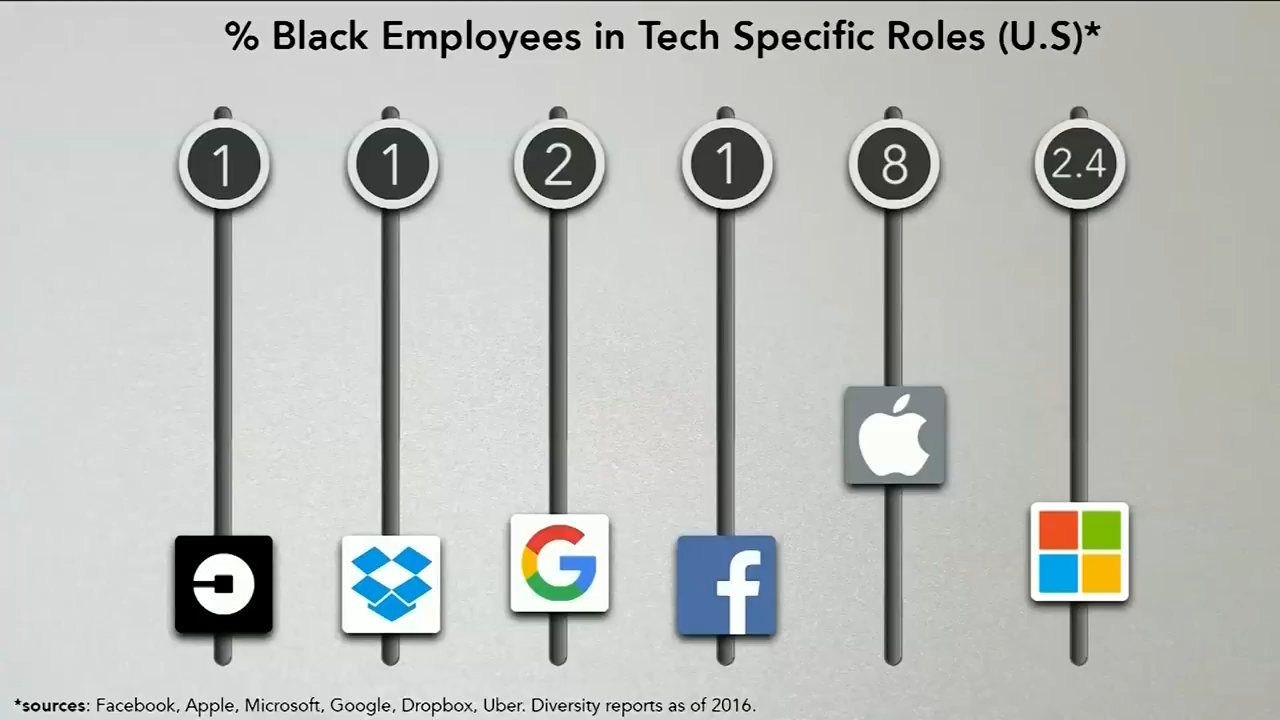 % Black Employees in Tech Specific Roles (U.S)*
1 1 2 1 8 2.4
*sources: Facebook, Apple, Microsoft, Google, Dropbox, Uber. Diversity reports as of 2016.